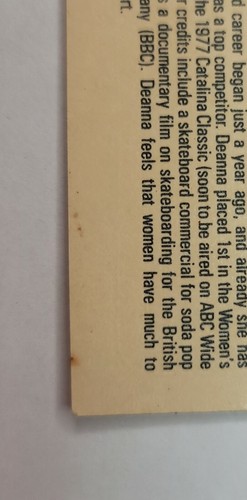 d career began just a year ago, and already she has
as a top competitor. Deanna placed 1st in the Women's
he 1977 Catalina Classic (soon to be aired on ABC Wide
r credits include a skateboard commercial for soda pop
s a documentary film on skateboarding for the British
any (BBC). Deanna feels that women have much to
rt.